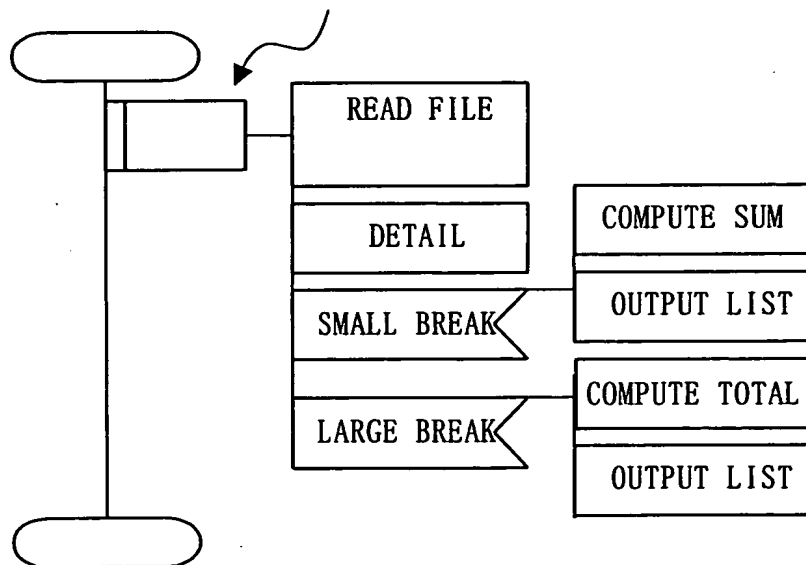 READ FILE
DETAIL
SMALL BREAK
COMPUTE SUM
OUTPUT LIST
LARGE BREAK
COMPUTE TOTAL
OUTPUT LIST